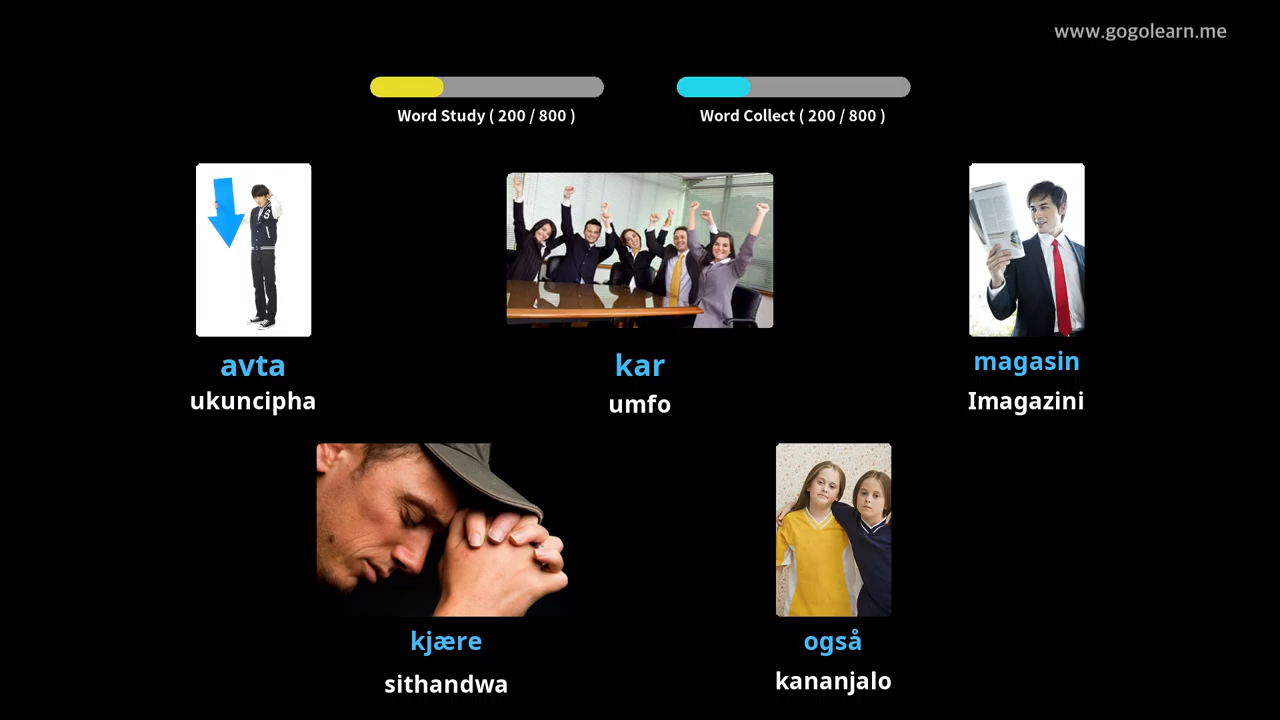 www.gogolearn.me
Word Study ( 200 / 800 )
Word Collect ( 200 / 800 )
avta
ukuncipha
kar
umfo
magasin
Imagazini
kjære
sithandwa
også
kananjalo